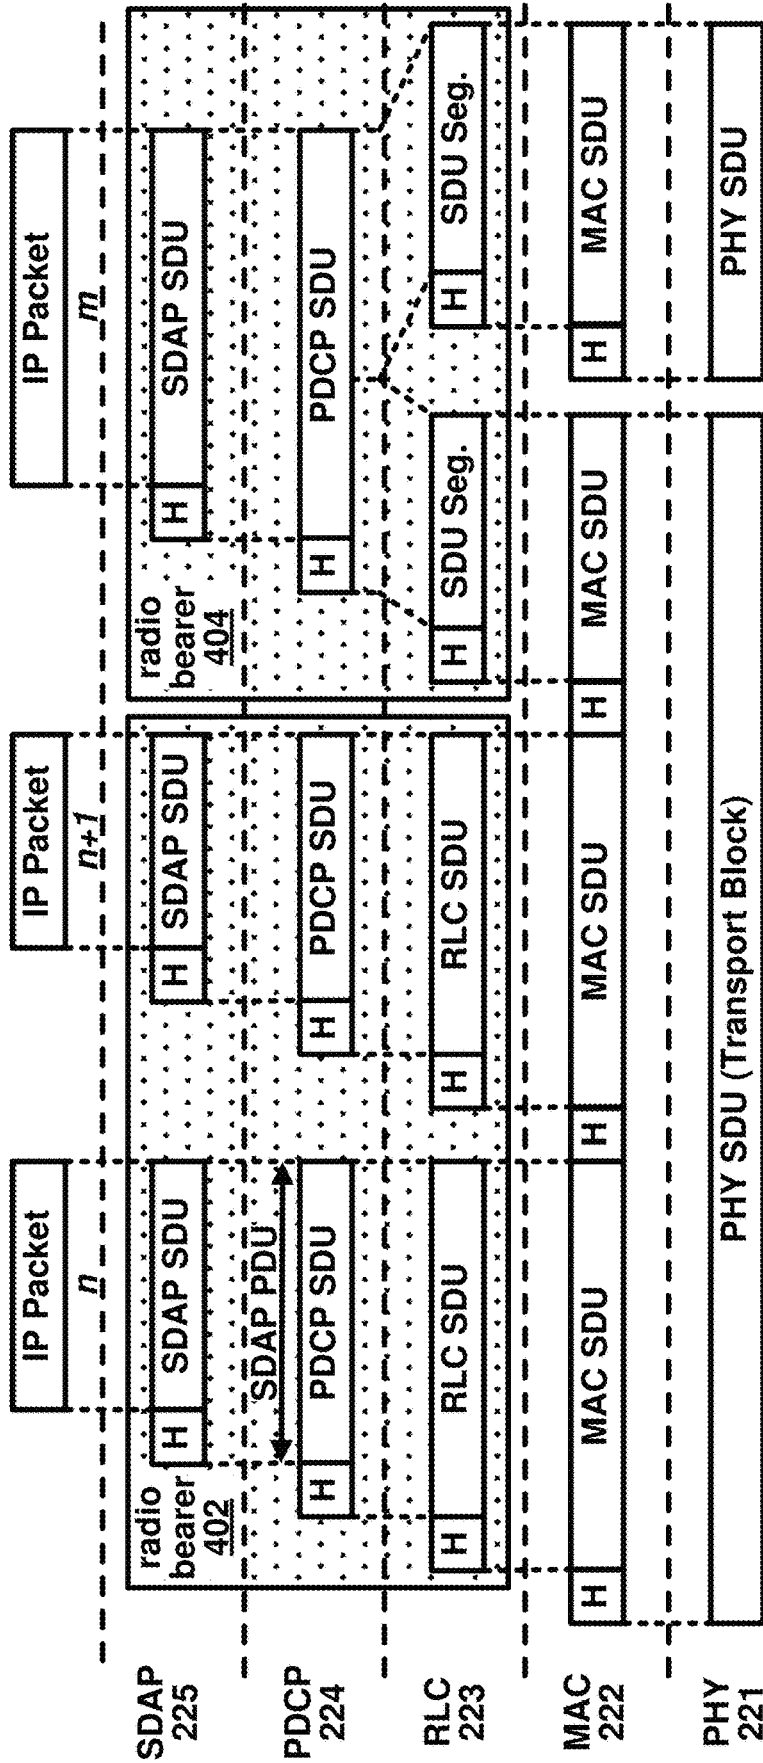 IP Packet IP Packet IP Packet
n n+1 m
SDAP
225
radio
bearer
402
H SDAP SDU H SDAP SDU
radio
bearer
404
H SDAP SDU
SDAP PDU
PDCP
224
H PDCP SDU H PDCP SDU H PDCP SDU
RLC
223
H RLC SDU H RLC SDU H SDU Seg. H SDU Seg.
MAC
222
H MAC SDU H MAC SDU H MAC SDU H MAC SDU
PHY
221
PHY SDU (Transport Block) PHY SDU